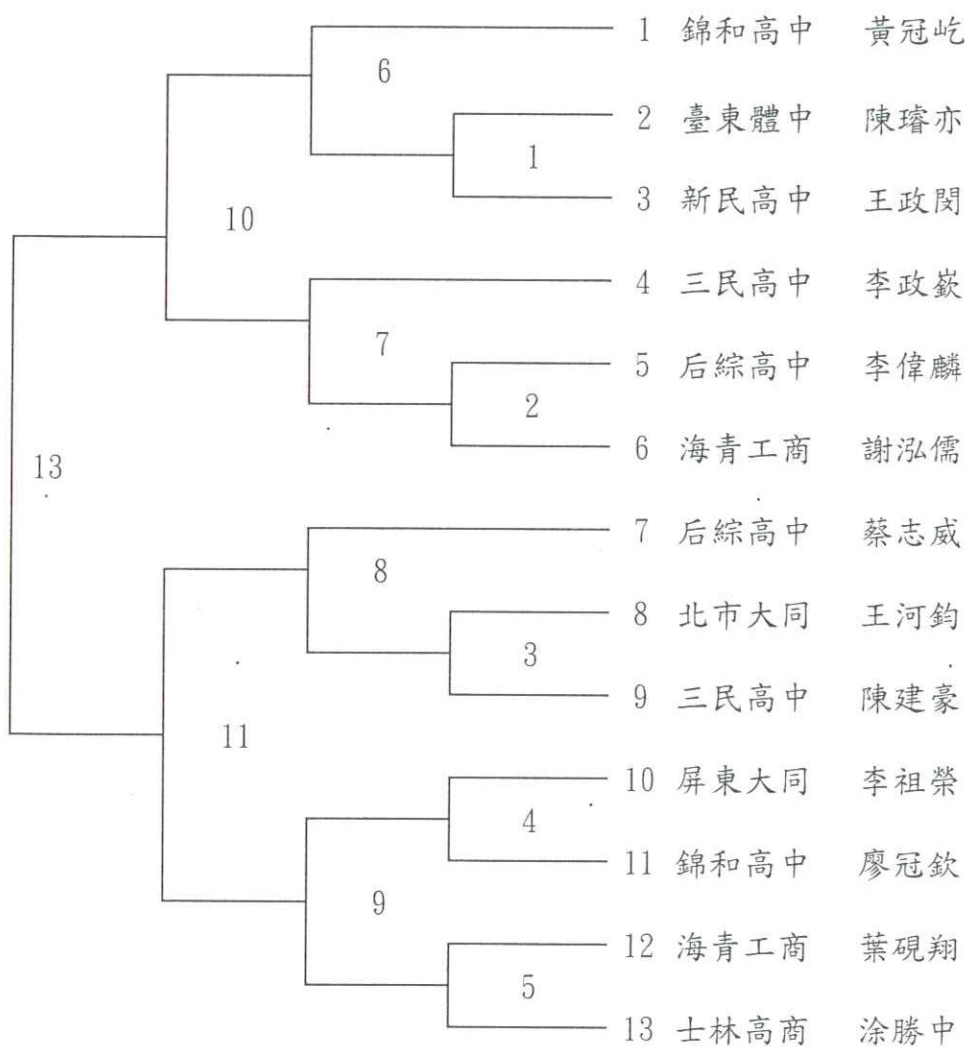 1 錦和高中 黃冠屹
6
2 臺東體中 陳璿亦
1
3 新民高中 王政閔
10
4 三民高中 李政嶔
7
5 后綜高中 李偉麟
2
6 海青工商 謝泓儒
13
7 后綜高中 蔡志威
8
8 北市大同 王河鈞
3
9 三民高中 陳建豪
11
10 屏東大同 李祖榮
4
11 錦和高中 廖冠欽
9
12 海青工商 葉硯翔
5
13 士林高商 涂勝中